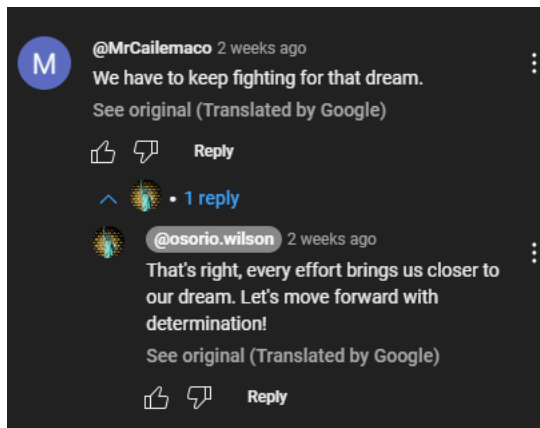 M
@MrCailemaco 2 weeks ago
We have to keep fighting for that dream.
See original (Translated by Google)
Reply
• 1 reply
@osorio.wilson 2 weeks ago
That's right, every effort brings us closer to
our dream. Let's move forward with
determination!
See original (Translated by Google)
Reply